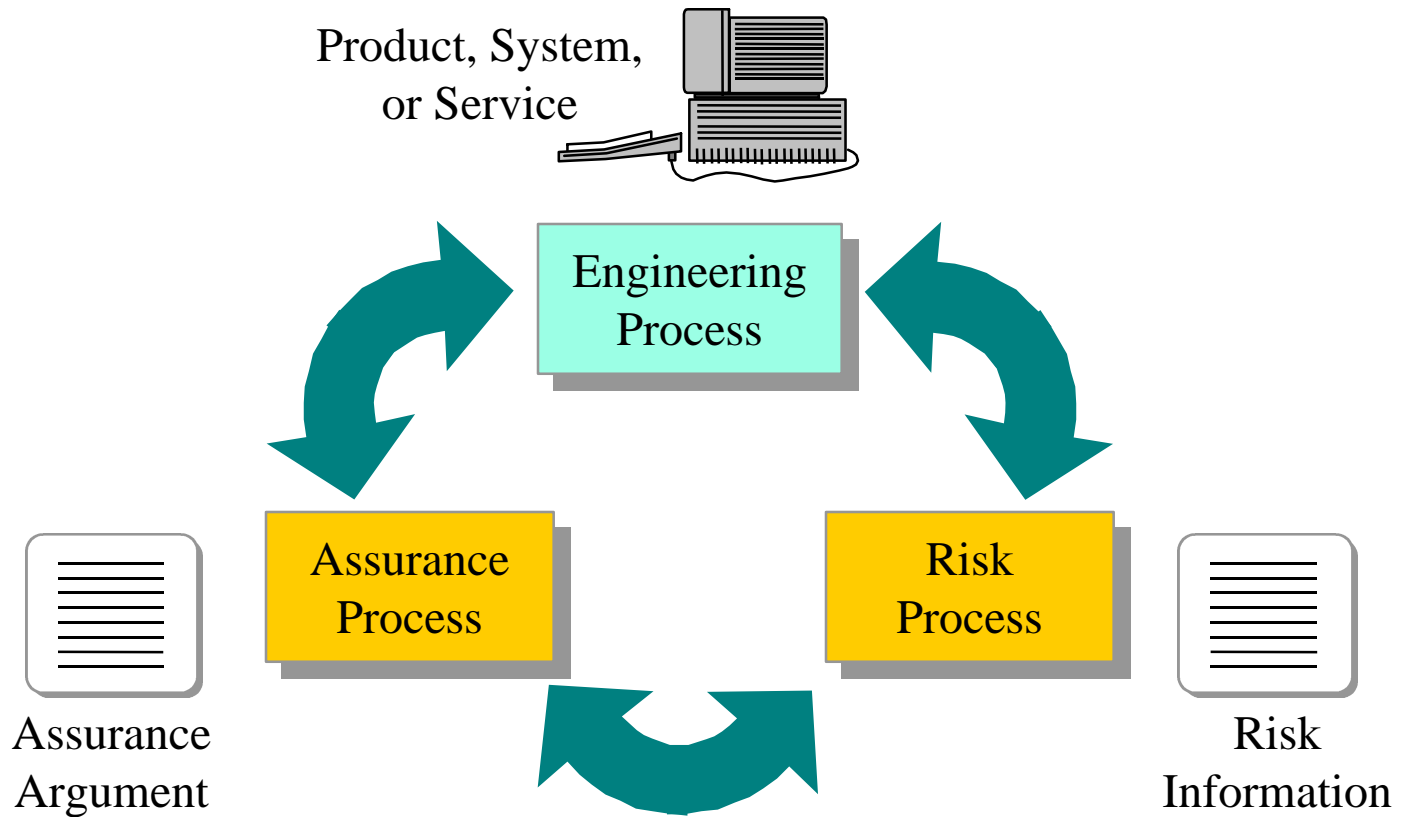 Product, System,
or Service
Engineering
Process
Assurance
Process
Risk
Process
Assurance
Argument
Risk
Information